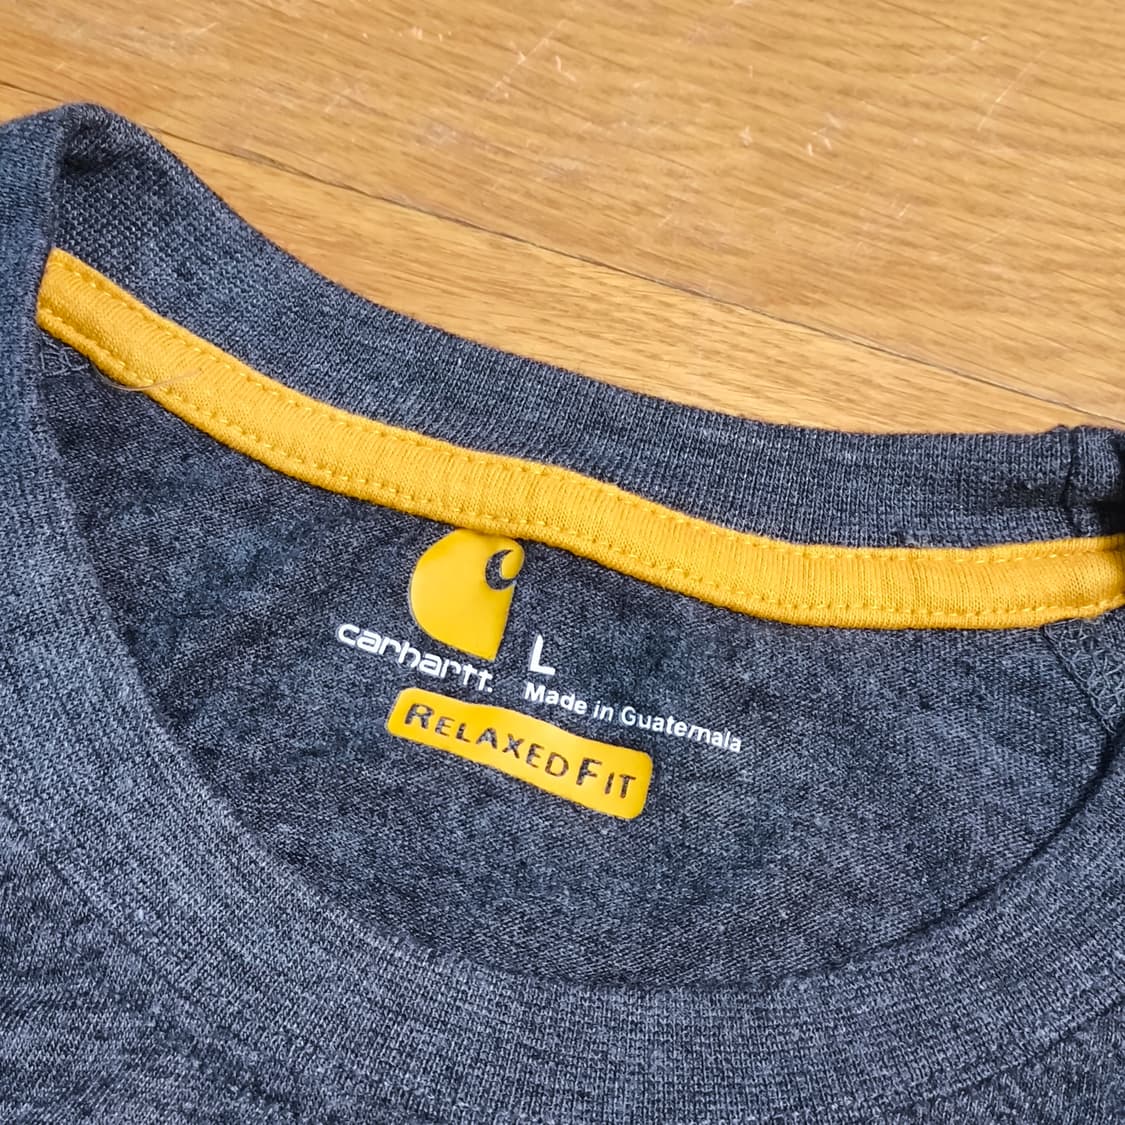 carhartt.
L
Made in Guatemala
RELAXED FIT